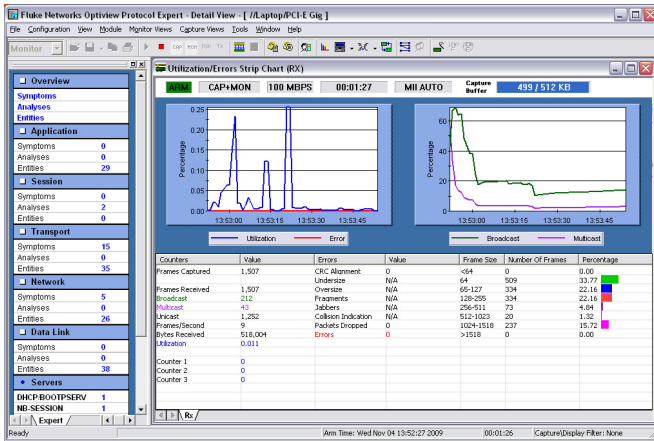 Fluke Networks Optiview Protocol Expert - Detail View - [ //Laptop/PCI-E Gig ]
File Configuration View Module Monitor Views Capture Views Tools Window Help
Monitor CAP MON
Utilization/Errors Strip Chart (RX)
ARM CAP+MON 100 MBPS 00:01:27 MII AUTO Capture Buffer 499 / 512 KB
Overview
Symptoms
Analyses
Entities
Application
Symptoms 0
Analyses 0
Entities 29
Session
Symptoms 0
Analyses 2
Entities 0
Transport
Symptoms 15
Analyses 0
Entities 35
Network
Symptoms 5
Analyses 0
Entities 26
Data Link
Symptoms 0
Analyses 0
Entities 38
Servers
DHCP/BOOTPSERV 1
NB-SESSION 1
Expert
Percentage
0.25
0.20
0.15
0.10
0.05
0.00
13:53:00 13:53:15 13:53:30 13:53:45
Utilization Error
Percentage
60
40
20
0
13:53:00 13:53:15 13:53:30 13:53:45
Broadcast Multicast
Counters Value Errors Value Frame Size Number Of Frames Percentage
Frames Captured 1,507 CRC Alignment 0 <64 0 0.00
Undersize N/A 64 509 33.77
Frames Received 1,507 Oversize N/A 65-127 334 22.16
Broadcast 212 Fragments N/A 128-255 334 22.16
Multicast 43 Jabbers N/A 256-511 73 4.84
Unicast 1,252 Collision Indication N/A 512-1023 20 1.32
Frames/Second 9 Packets Dropped 0 1024-1518 237 15.72
Bytes Received 518,004 Errors 0 >1518 0 0.00
Utilization 0.011
Counter 1 0
Counter 2 0
Counter 3 0
Rx
Ready Arm Time: Wed Nov 04 13:52:27 2009 00:01:26 Capture\Display Filter: None